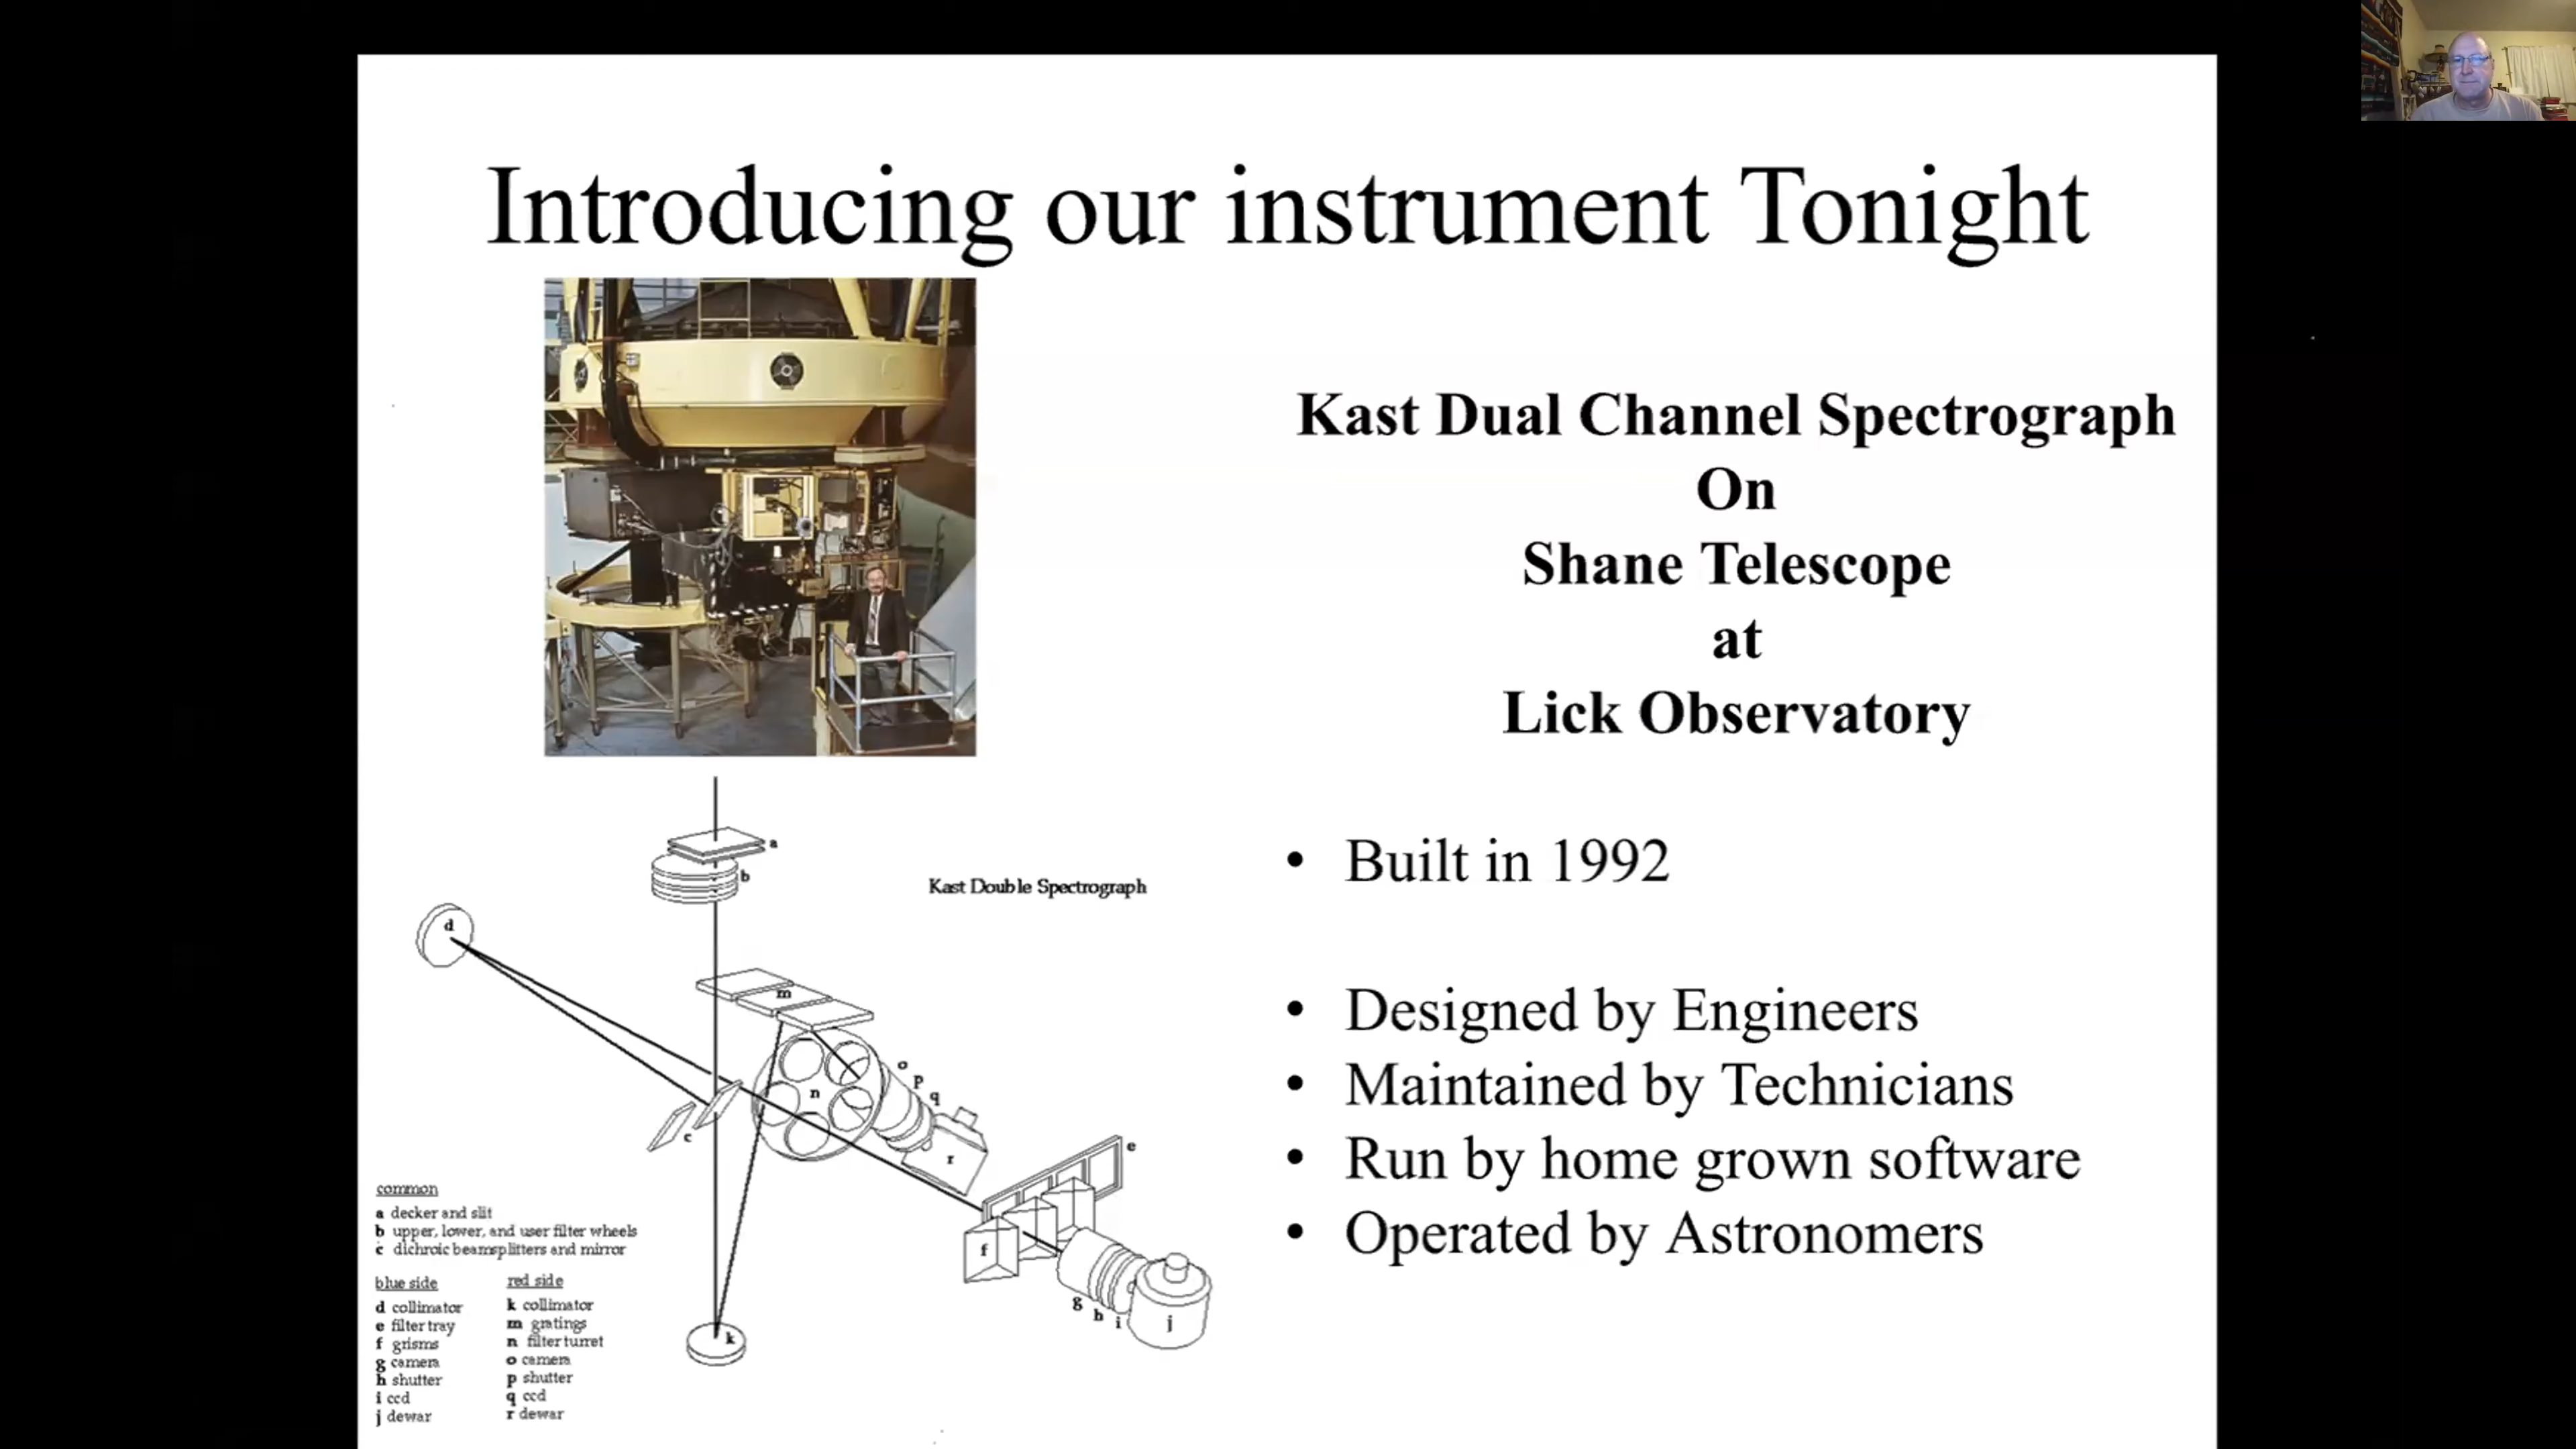 Introducing our instrument Tonight
Kast Dual Channel Spectrograph
On
Shane Telescope
at
Lick Observatory
• Built in 1992
• Designed by Engineers
• Maintained by Technicians
• Run by home grown software
• Operated by Astronomers
Kast Double Spectrograph
a
b
d
m
n
o
p
q
r
c
e
f
g
h
i
j
k
common
a decker and slit
b upper, lower, and user filter wheels
c dichroic beamsplitters and mirror
blue side
d collimator
e filter tray
f grisms
g camera
h shutter
i ccd
j dewar
red side
k collimator
m gratings
n filter turret
o camera
p shutter
q ccd
r dewar